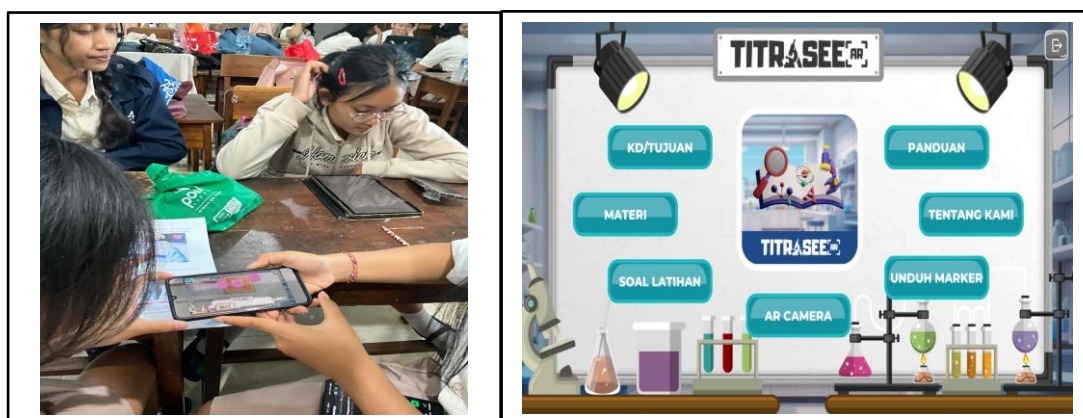 TITRASEE[AR]
KD/TUJUAN
PANDUAN
MATERI
TENTANG KAMI
TITRASEE[AR]
SOAL LATIHAN
UNDUH MARKER
AR CAMERA